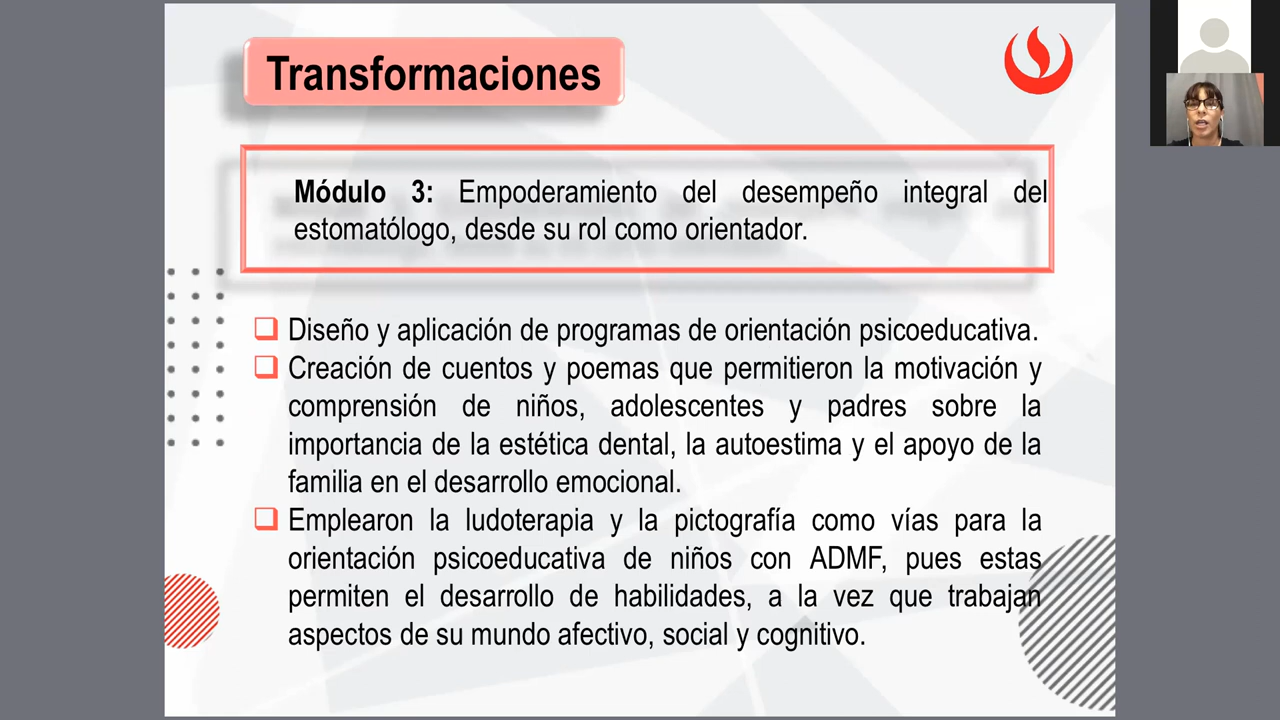 Transformaciones
Módulo 3: Empoderamiento del desempeño integral del
estomatólogo, desde su rol como orientador.
Diseño y aplicación de programas de orientación psicoeducativa.
Creación de cuentos y poemas que permitieron la motivación y
comprensión de niños, adolescentes y padres sobre la
importancia de la estética dental, la autoestima y el apoyo de la
familia en el desarrollo emocional.
Emplearon la ludoterapia y la pictografía como vías para la
orientación psicoeducativa de niños con ADMF, pues estas
permiten el desarrollo de habilidades, a la vez que trabajan
aspectos de su mundo afectivo, social y cognitivo.